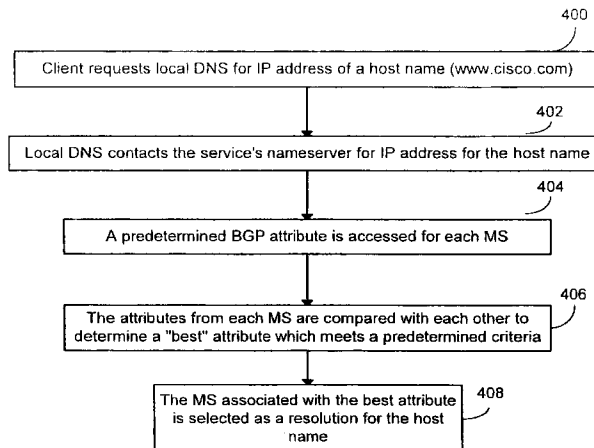 400
Client requests local DNS for IP address of a host name (www.cisco.com)
402
Local DNS contacts the service's nameserver for IP address for the host name
404
A predetermined BGP attribute is accessed for each MS
406
The attributes from each MS are compared with each other to
determine a "best" attribute which meets a predetermined criteria
408
The MS associated with the best attribute
is selected as a resolution for the host
name